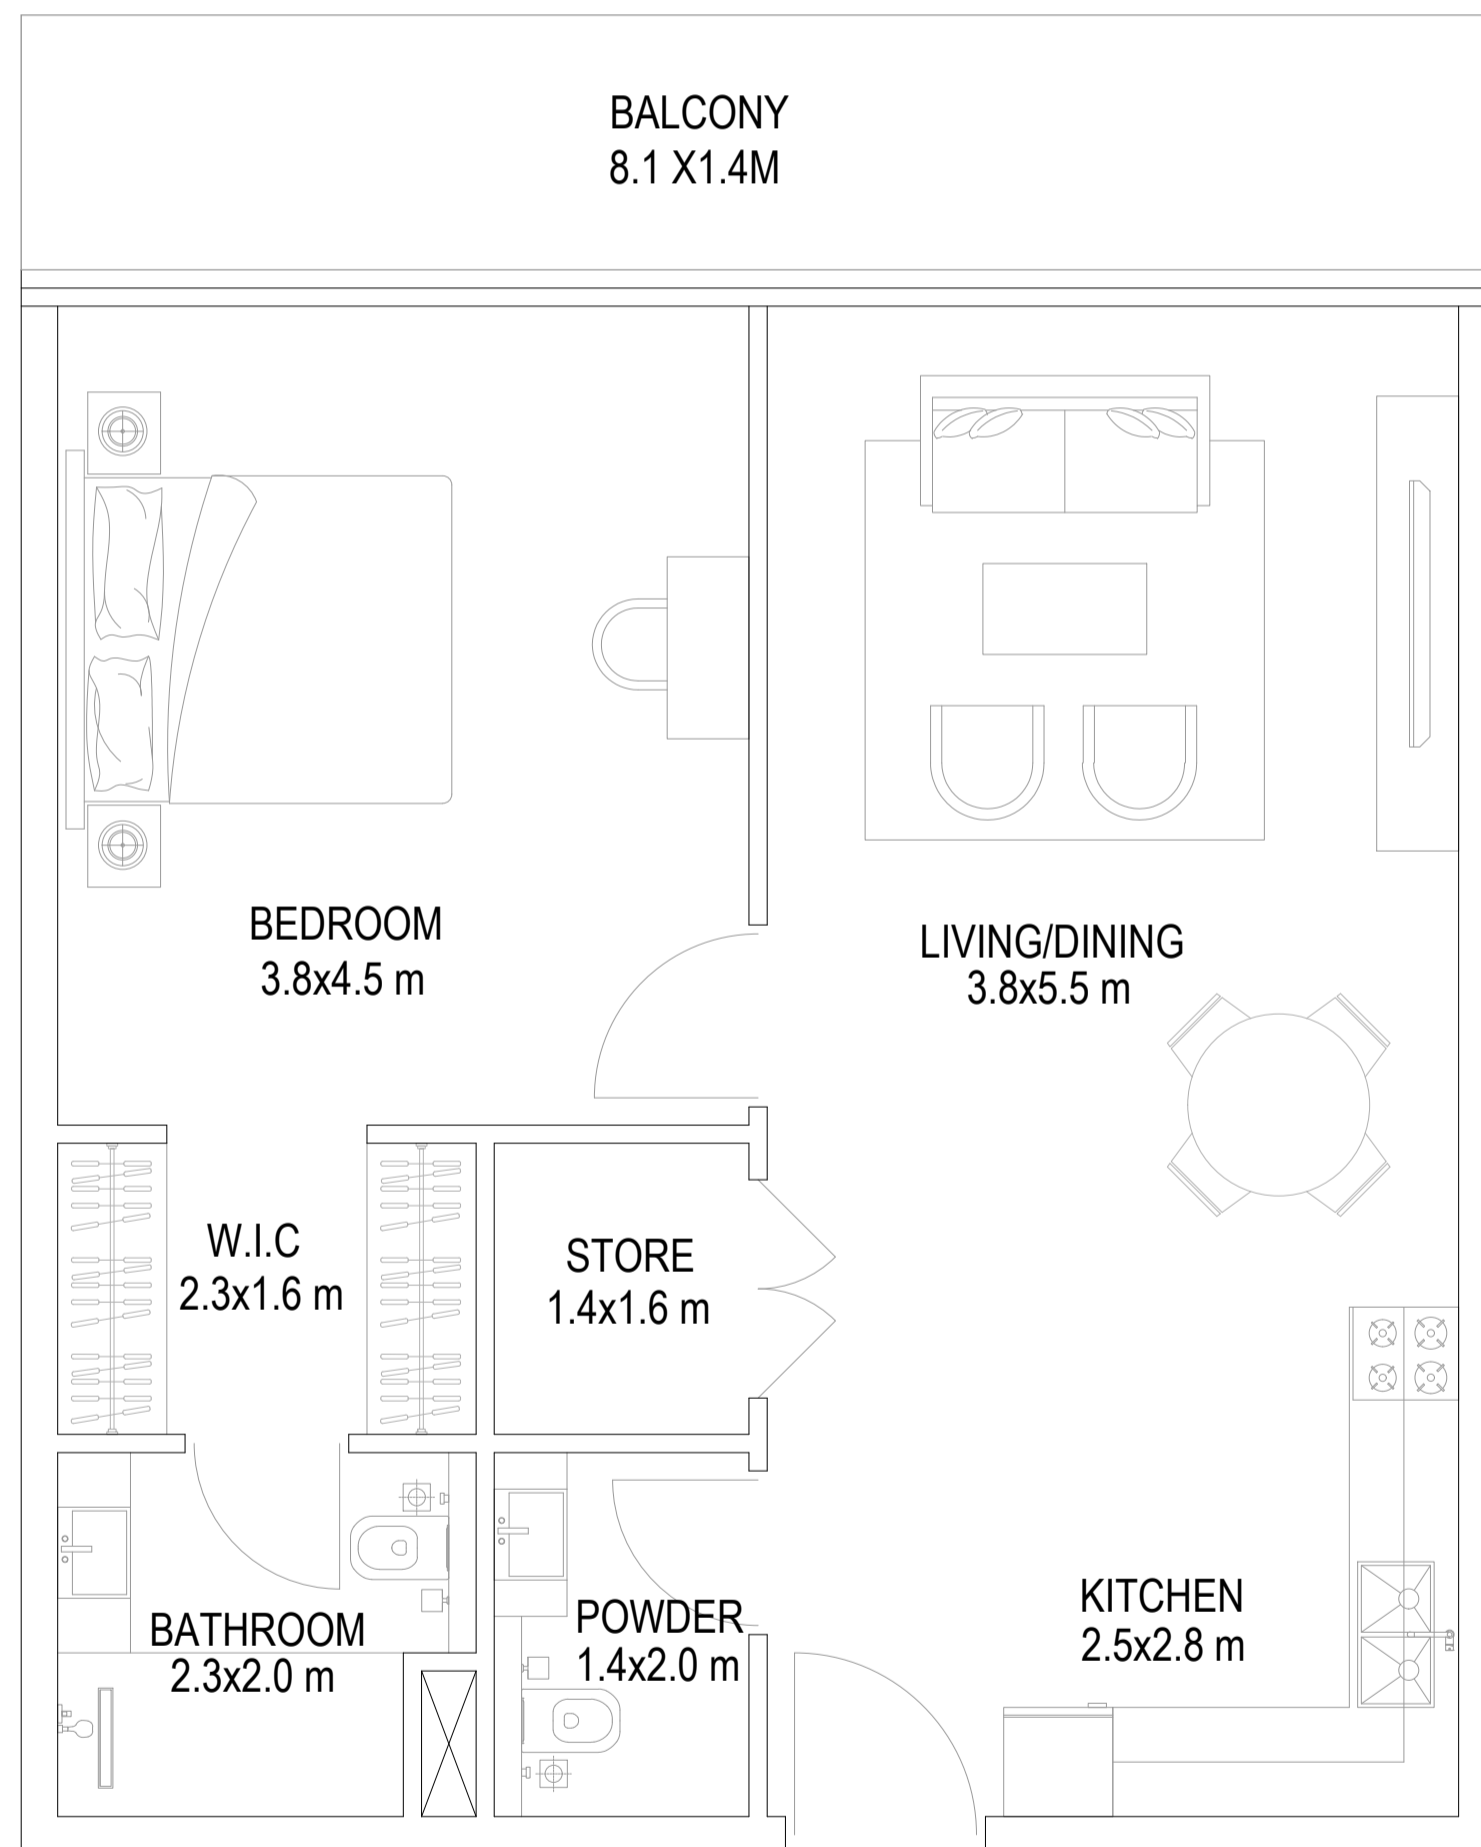 BALCONY
8.1 X1.4M
BEDROOM
3.8x4.5 m
LIVING/DINING
3.8x5.5 m
W.I.C
2.3x1.6 m
STORE
1.4x1.6 m
BATHROOM
2.3x2.0 m
POWDER
1.4x2.0 m
KITCHEN
2.5x2.8 m